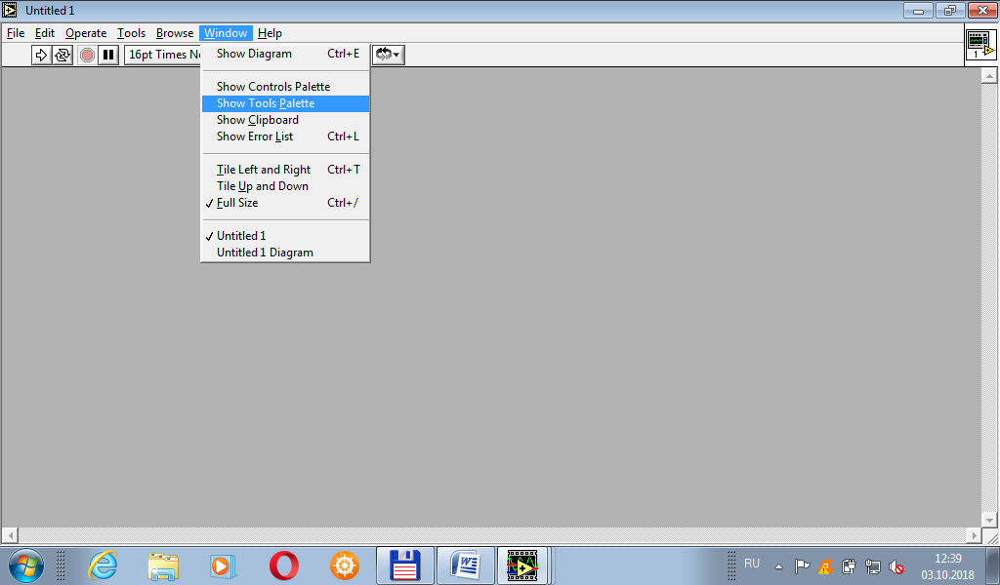 Untitled 1
File Edit Operate Tools Browse Window Help
16pt Times
Show Diagram Ctrl+E
Show Controls Palette
Show Tools Palette
Show Clipboard
Show Error List Ctrl+L
Tile Left and Right Ctrl+T
Tile Up and Down
✓ Full Size Ctrl+/
✓ Untitled 1
Untitled 1 Diagram
1
RU
12:39
03.10.2018